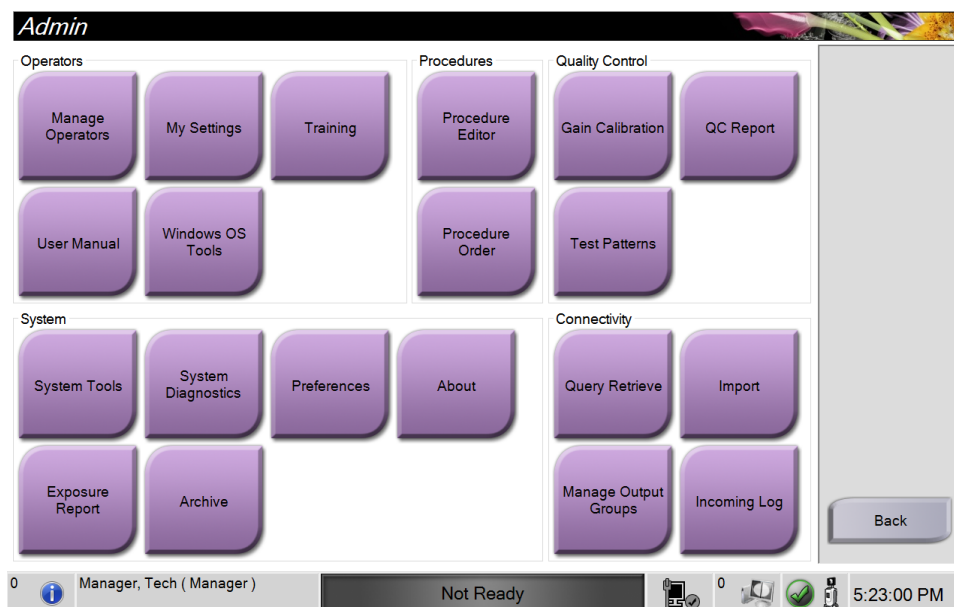 Admin
Operators
Manage
Operators
My Settings
Training
User Manual
Windows OS
Tools
Procedures
Procedure
Editor
Procedure
Order
Quality Control
Gain Calibration
QC Report
Test Patterns
System
System Tools
System
Diagnostics
Preferences
About
Exposure
Report
Archive
Connectivity
Query Retrieve
Import
Manage Output
Groups
Incoming Log
Back
0
Manager, Tech ( Manager )
Not Ready
0
5:23:00 PM